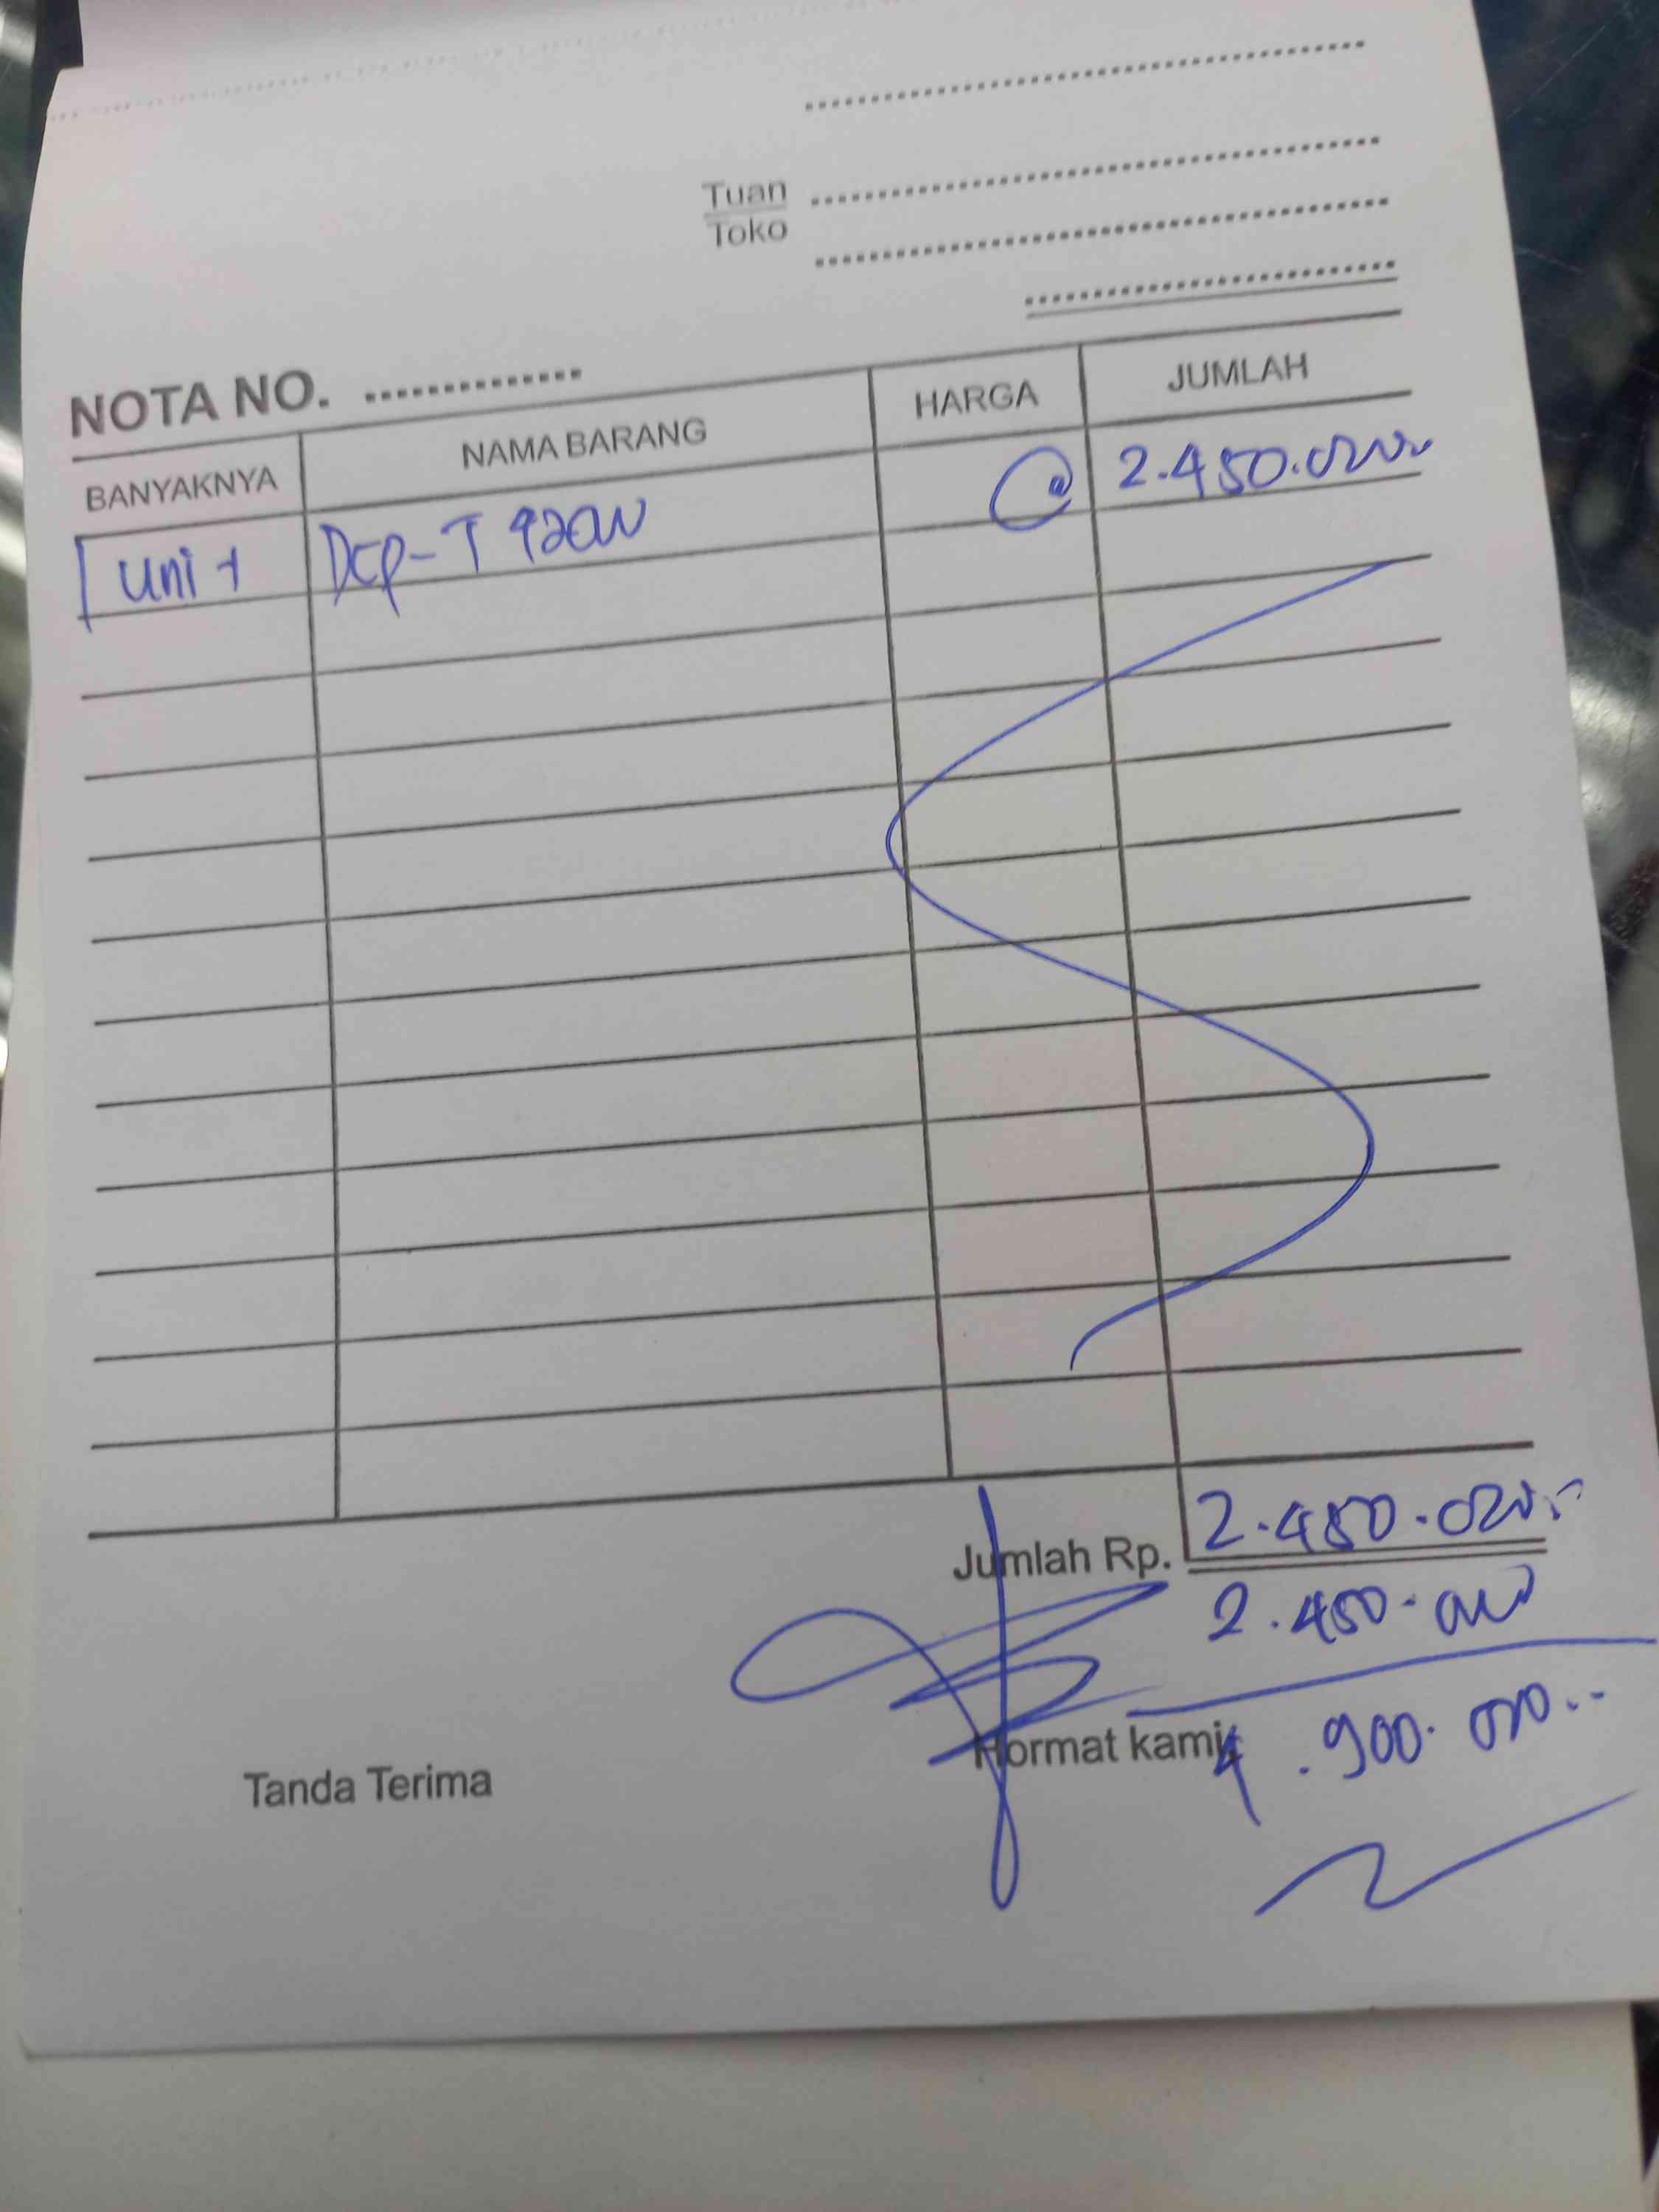 Tuan
Toko
NOTA NO.
BANYAKNYA NAMA BARANG HARGA JUMLAH
1 unit DCP-T 920W @ 2.450.000
Jumlah Rp. 2.450.000.-
2.450.000
Tanda Terima Hormat kami 4.900.000.-